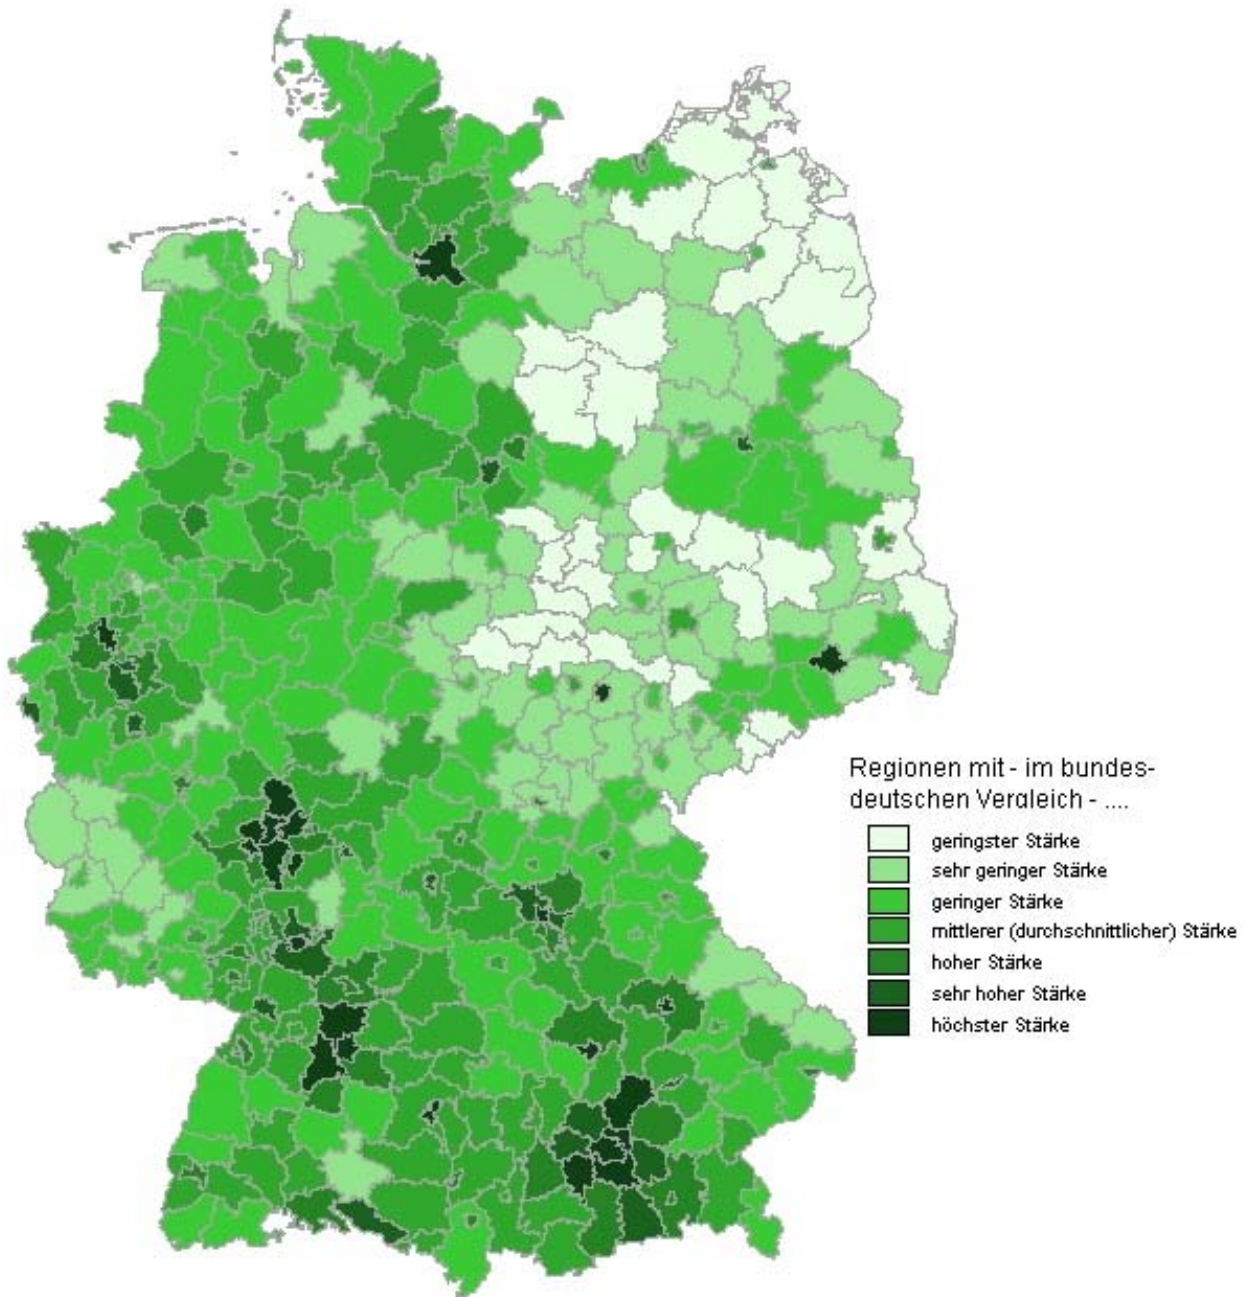 Regionen mit - im bundes-
deutschen Vergleich - ....
geringster Stärke
sehr geringer Stärke
geringer Stärke
mittlerer (durchschnittlicher) Stärke
hoher Stärke
sehr hoher Stärke
höchster Stärke